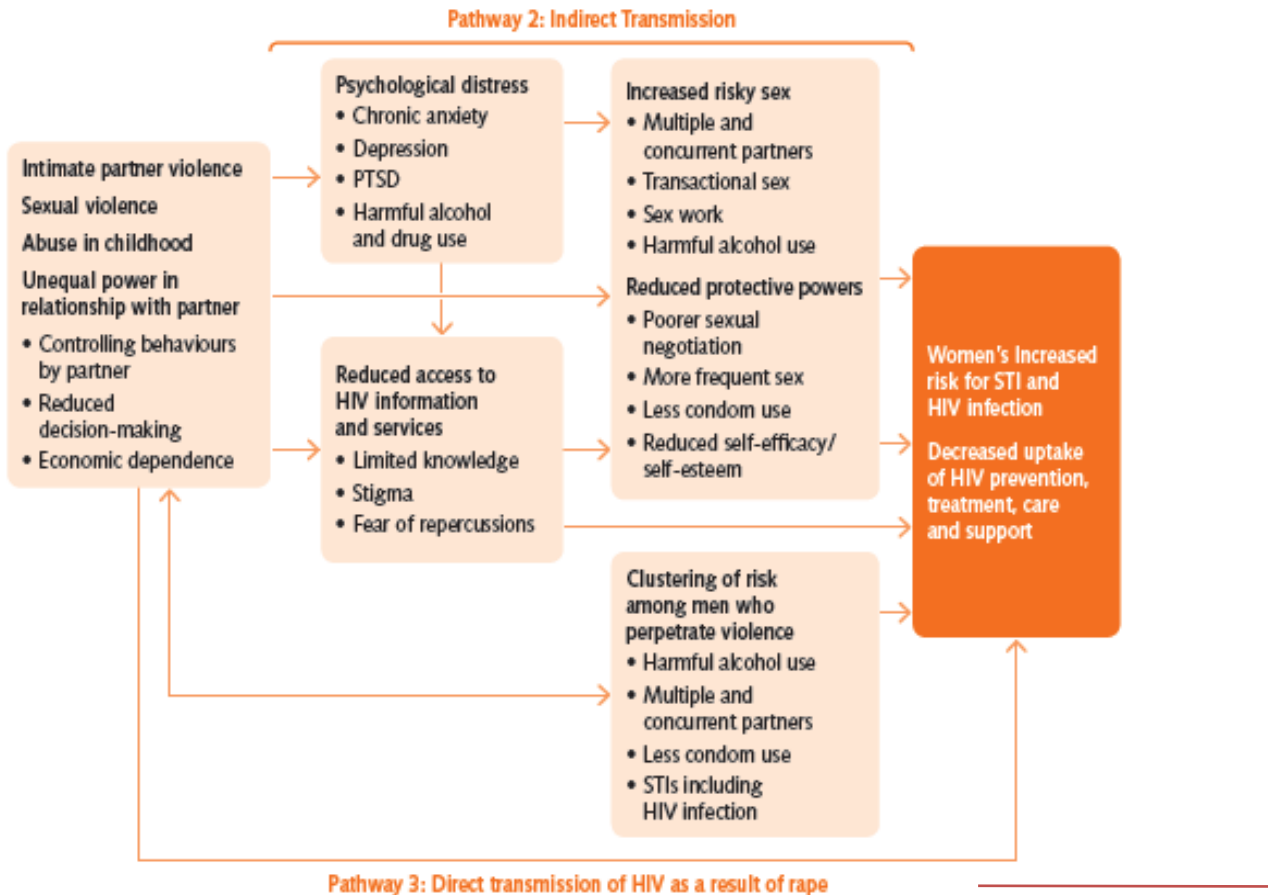 Pathway 2: Indirect Transmission
Intimate partner violence
Sexual violence
Abuse in childhood
Unequal power in
relationship with partner
• Controlling behaviours
by partner
• Reduced
decision-making
• Economic dependence
Psychological distress
• Chronic anxiety
• Depression
• PTSD
• Harmful alcohol
and drug use
Reduced access to
HIV information
and services
• Limited knowledge
• Stigma
• Fear of repercussions
Increased risky sex
• Multiple and
concurrent partners
• Transactional sex
• Sex work
• Harmful alcohol use
Reduced protective powers
• Poorer sexual
negotiation
• More frequent sex
• Less condom use
• Reduced self-efficacy/
self-esteem
Clustering of risk
among men who
perpetrate violence
• Harmful alcohol use
• Multiple and
concurrent partners
• Less condom use
• STIs including
HIV infection
Women's Increased
risk for STI and
HIV infection
Decreased uptake
of HIV prevention,
treatment, care
and support
Pathway 3: Direct transmission of HIV as a result of rape